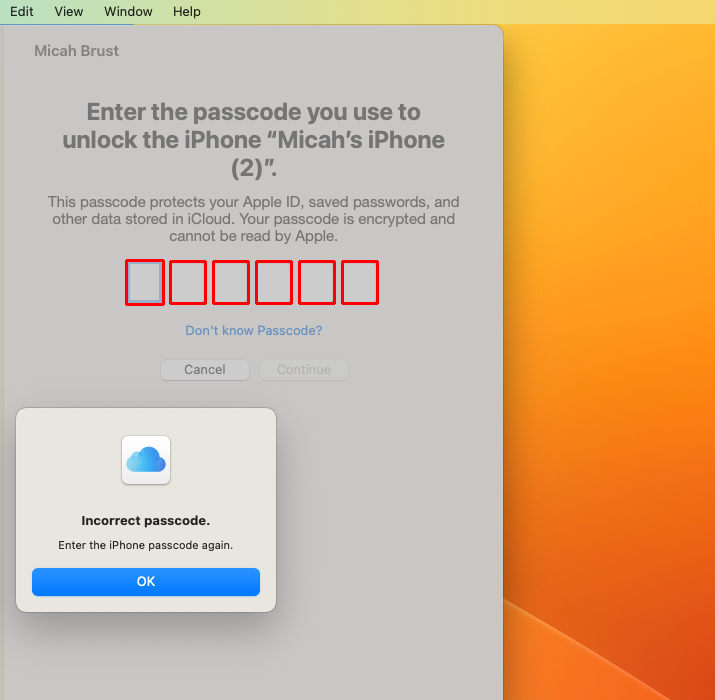 Edit View Window Help
Micah Brust
Enter the passcode you use to
unlock the iPhone “Micah’s iPhone
(2)”.
This passcode protects your Apple ID, saved passwords, and
other data stored in iCloud. Your passcode is encrypted and
cannot be read by Apple.
Don't know Passcode?
Cancel Continue
Incorrect passcode.
Enter the iPhone passcode again.
OK